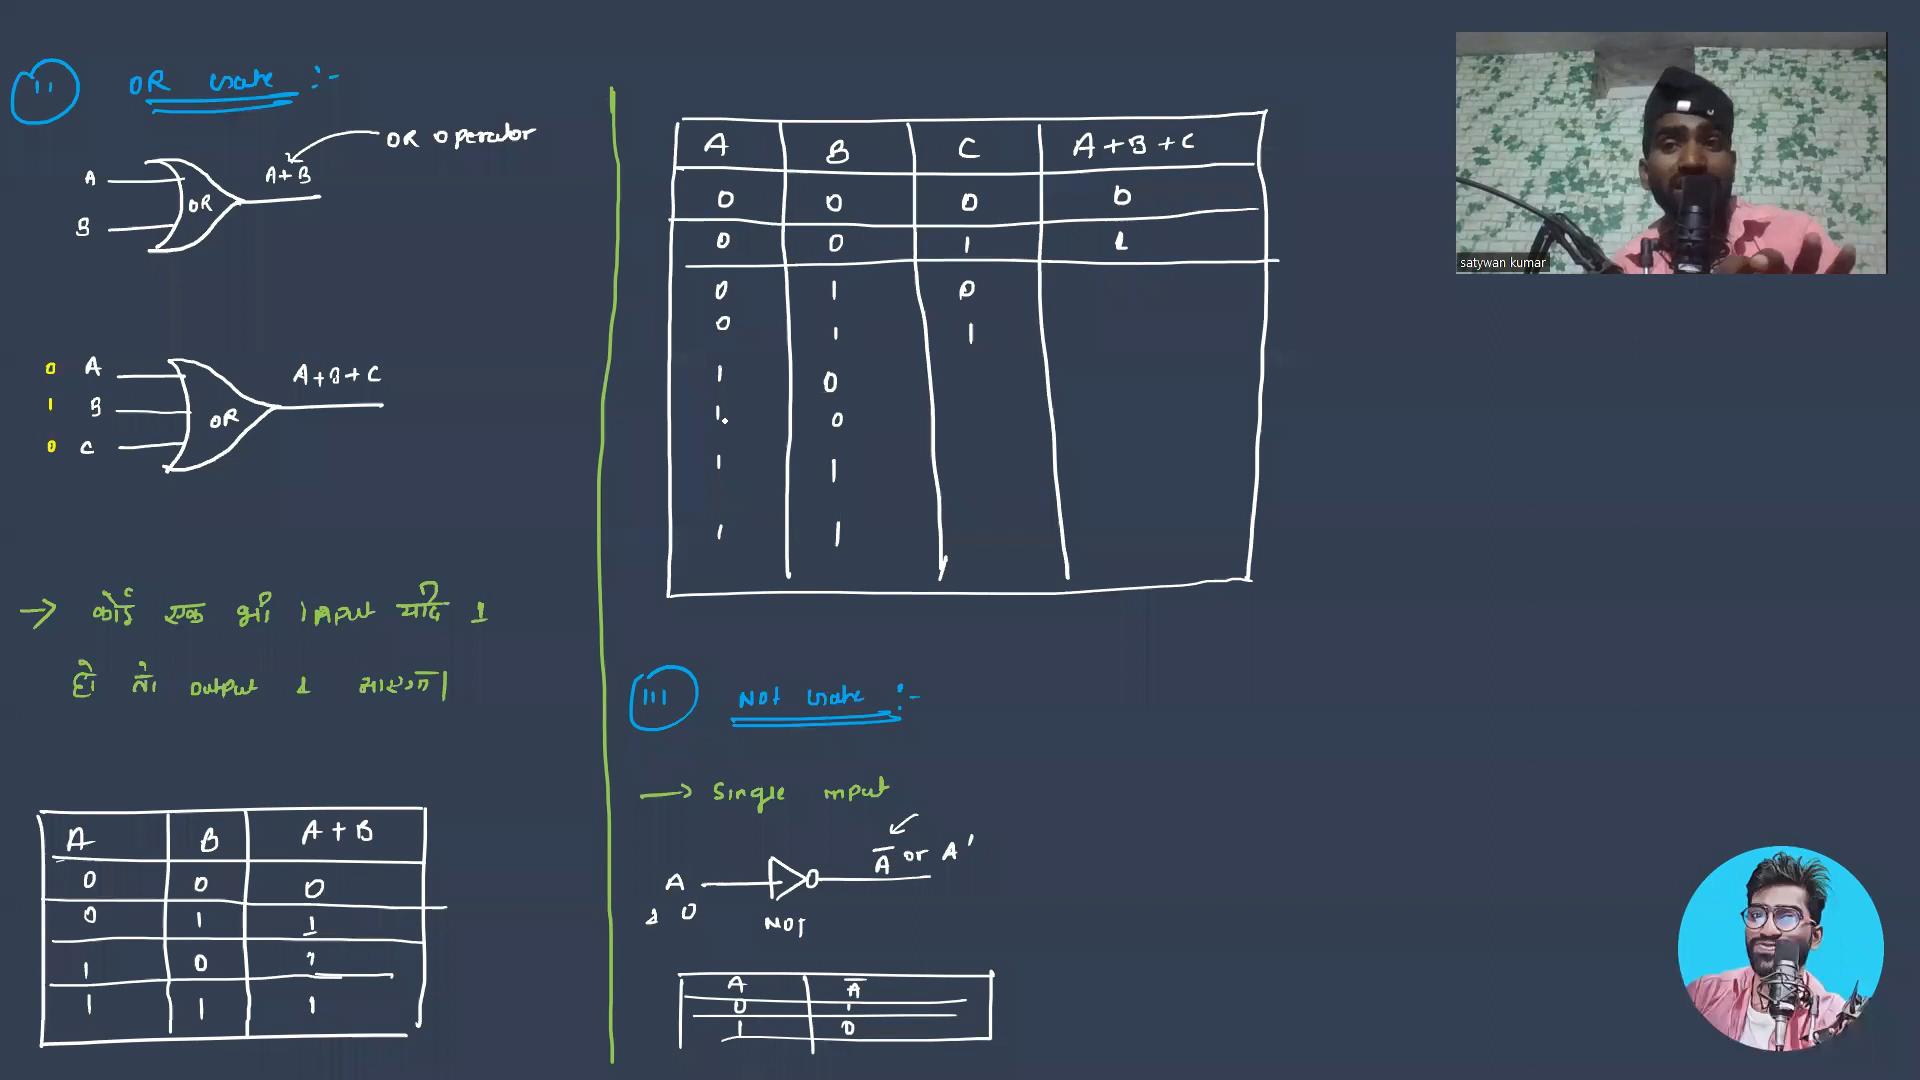 II OR Gate :-
OR operator
A A+B
OR
B
0 A A+B+C
1 B OR
0 C
→ कोई एक भी input यदि 1
हो तो output 1 आएगा।
A B A+B
0 0 0
0 1 1
1 0 1
1 1 1
A B C A+B+C
0 0 0 0
0 0 1 1
0 1 0
0 1 1
1 0
1. 0
1 1
1 1
III NOT Gate :-
→ Single input
A̅ or A'
A
1 0 NOT
A A̅
0 1
1 0
satywan kumar